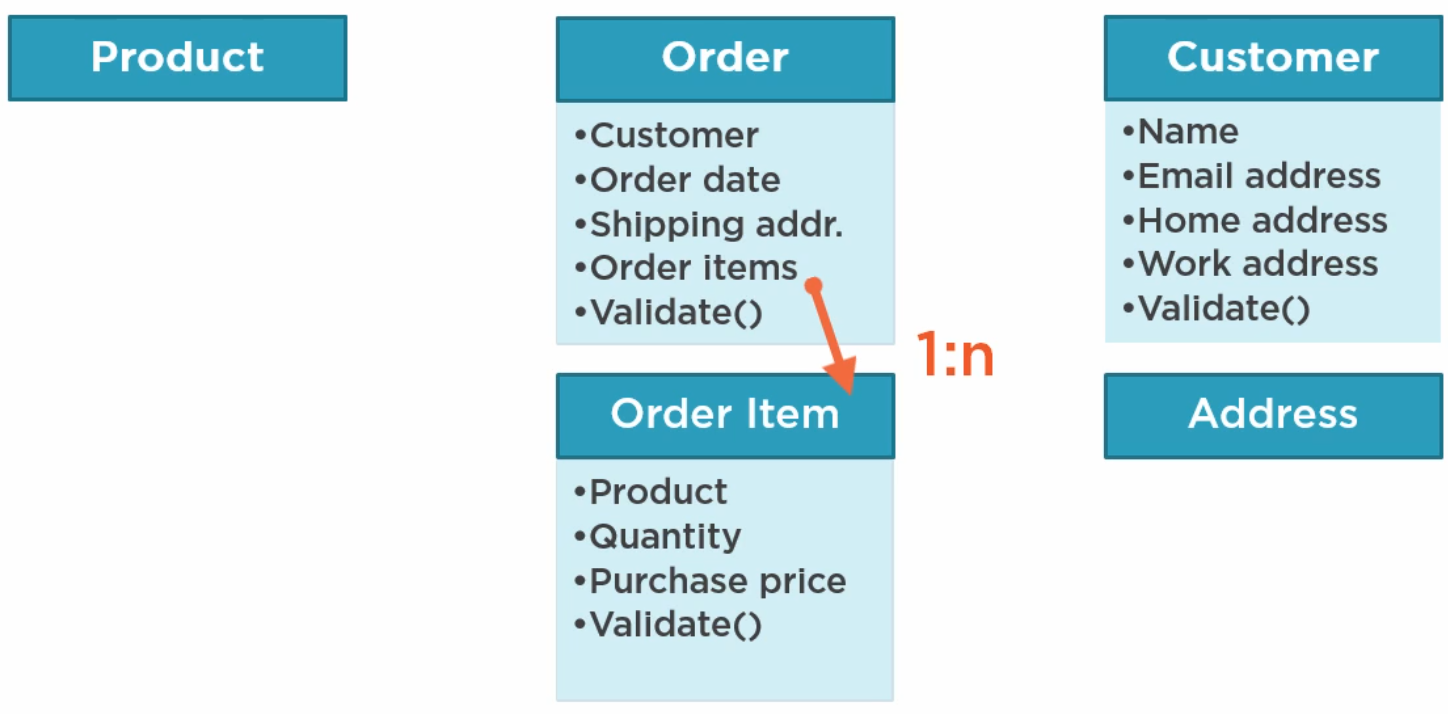 Product
Order
•Customer
•Order date
•Shipping addr.
•Order items
•Validate()
1:n
Order Item
•Product
•Quantity
•Purchase price
•Validate()
Customer
•Name
•Email address
•Home address
•Work address
•Validate()
Address